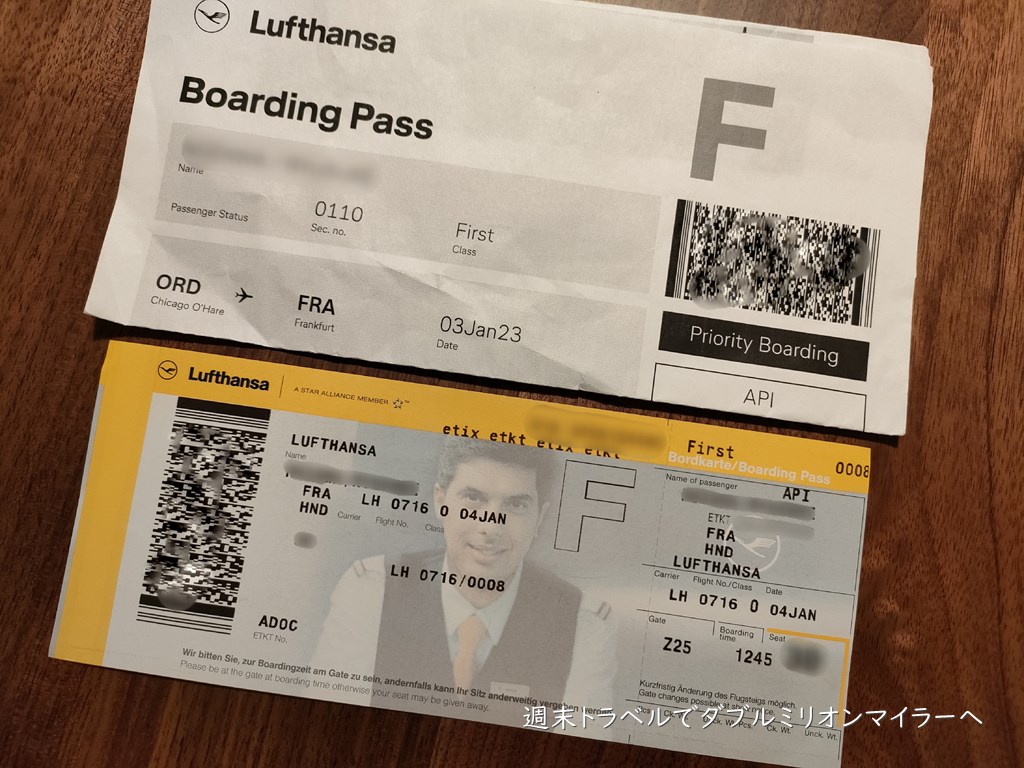 Lufthansa
Boarding Pass
F
Name
Passenger Status
0110
Sec. no.
First
Class
ORD
Chicago O'Hare
FRA
Frankfurt
03Jan23
Date
Priority Boarding
API
Lufthansa
A STAR ALLIANCE MEMBER
etix etkt etix etkt
First
Bordkarte/Boarding Pass
0008
LUFTHANSA
Name
FRA
HND
LH 0716 O 04JAN
Carrier
Flight No.
Class
F
LH 0716/0008
ADOC
ETKT No.
Wir bitten Sie, zur Boardingzeit am Gate zu sein, andernfalls kann Ihr Sitz anderweitig vergeben werden.
Please be at the gate at boarding time otherwise your seat may be given away.
Name of passenger
API
ETKT
FRA
HND
LUFTHANSA
Carrier
Flight No./Class
Date
LH 0716 O 04JAN
Gate
Boarding time
Seat
Z25
1245
Kurzfristig Änderung des Flugsteigs möglich.
Gate changes possible at short
Pcs
Ck. Wt.
Unck. Wt.
週末トラベルでダブルミリオンマイラーへ